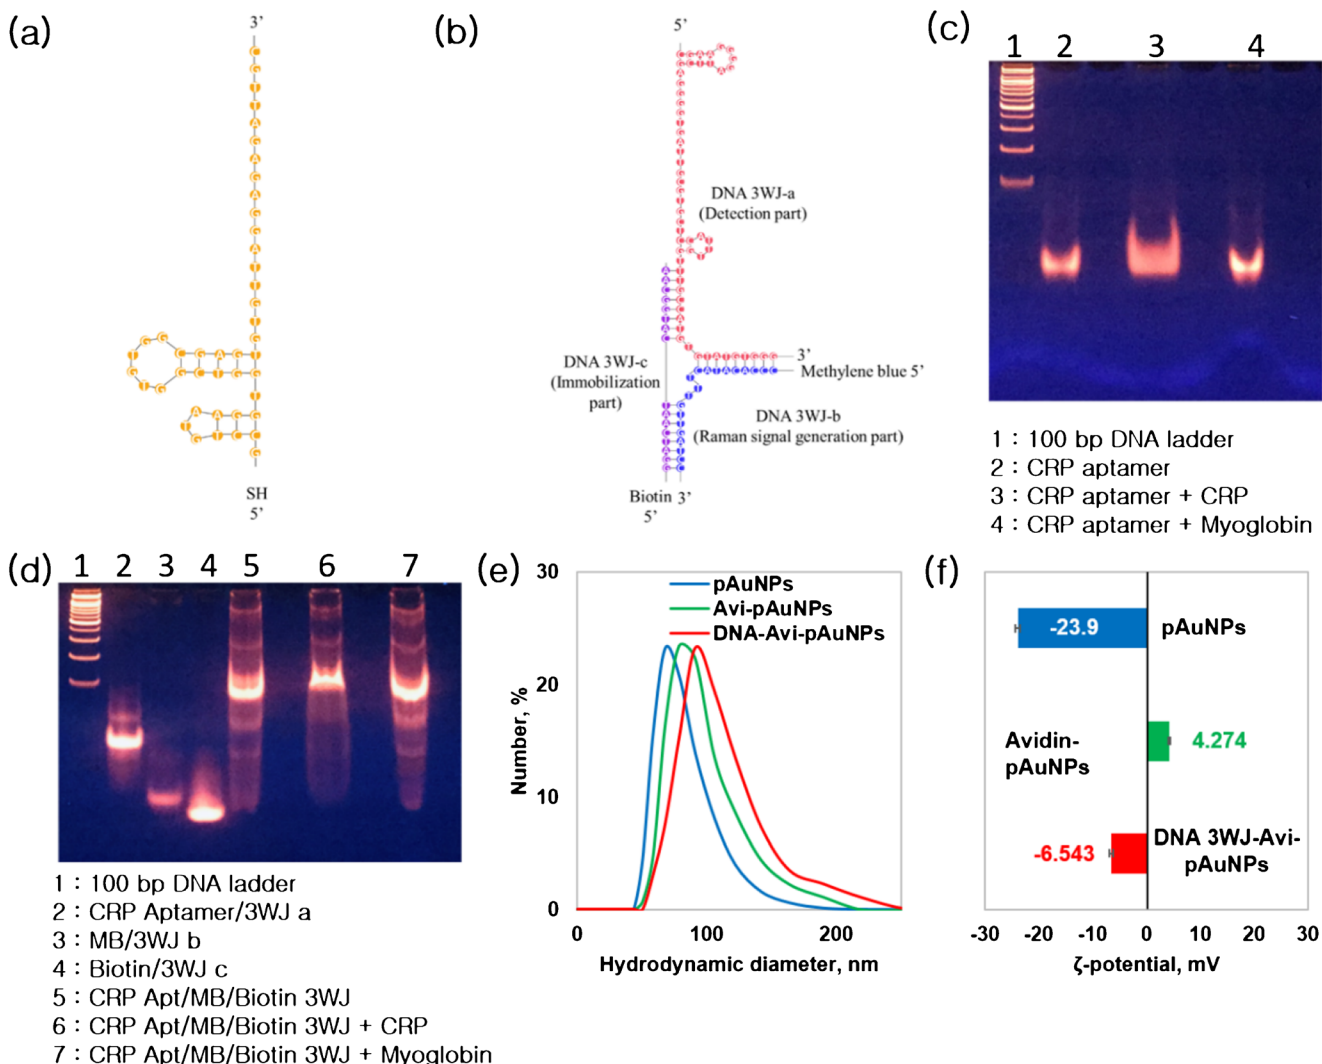 (a)
3’
SH
5’
(b)
5’
DNA 3WJ-a
(Detection part)
DNA 3WJ-c
(Immobilization
part)
3’
Methylene blue 5’
DNA 3WJ-b
(Raman signal generation part)
Biotin 3’
5’
(c)
1 2 3 4
1 : 100 bp DNA ladder
2 : CRP aptamer
3 : CRP aptamer + CRP
4 : CRP aptamer + Myoglobin
(d)
1 2 3 4 5 6 7
1 : 100 bp DNA ladder
2 : CRP Aptamer/3WJ a
3 : MB/3WJ b
4 : Biotin/3WJ c
5 : CRP Apt/MB/Biotin 3WJ
6 : CRP Apt/MB/Biotin 3WJ + CRP
7 : CRP Apt/MB/Biotin 3WJ + Myoglobin
(e)
30
20
10
0
Number, %
pAuNPs
Avi-pAuNPs
DNA-Avi-pAuNPs
0 100 200
Hydrodynamic diameter, nm
(f)
-23.9
pAuNPs
Avidin-
pAuNPs
4.274
-6.543
DNA 3WJ-Avi-
pAuNPs
-30 -20 -10 0 10 20 30
ζ-potential, mV